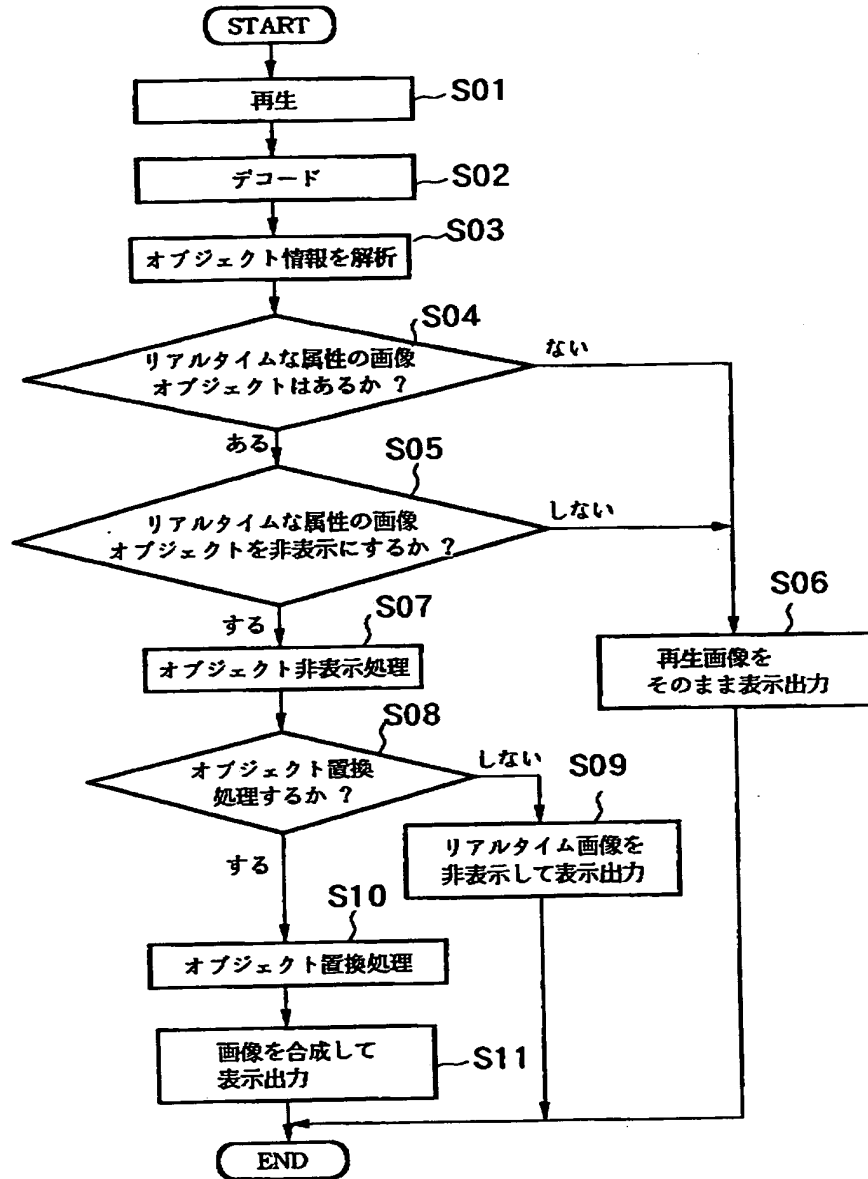 START
再生
S01
デコード
S02
S03
オブジェクト情報を解析
S04
リアルタイムな属性の画像
オブジェクトはあるか ?
ない
ある
S05
リアルタイムな属性の画像
オブジェクトを非表示にするか ?
しない
する
S07
オブジェクト非表示処理
S06
再生画像を
そのまま表示出力
S08
オブジェクト置換
処理するか ?
しない
S09
リアルタイム画像を
非表示して表示出力
する
S10
オブジェクト置換処理
画像を合成して
表示出力
S11
END